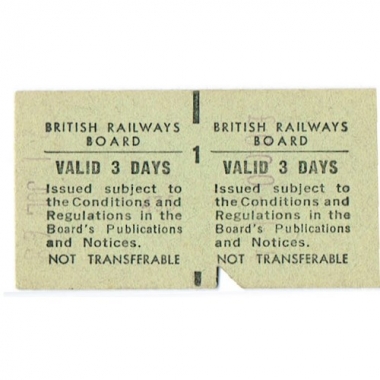 BRITISH RAILWAYS
BOARD
VALID 3 DAYS
Issued subject to
the Conditions and
Regulations in the
Board's Publications
and Notices.
NOT TRANSFERABLE
1
BRITISH RAILWAYS
BOARD
VALID 3 DAYS
Issued subject to
the Conditions and
Regulations in the
Board's Publications
and Notices.
NOT TRANSFERABLE